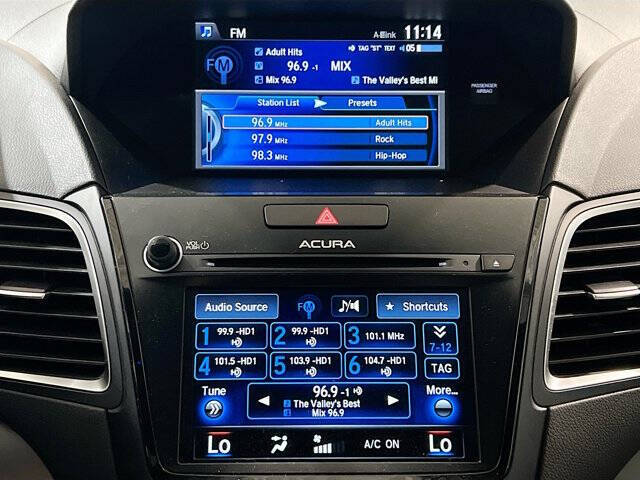 FM
A-Link 11:14
TAG "ST" TEXT 05
Adult Hits
96.9 -1 MIX
Mix 96.9 The Valley's Best Mi
FM
Station List Presets
96.9 MHz Adult Hits
97.9 MHz Rock
98.3 MHz Hip-Hop
PASSENGER
AIRBAG
VOL
PUSH
ACURA
Audio Source FM Shortcuts
1 99.9 -HD1 2 99.9 -HD1 3 101.1 MHz
7-12
4 101.5 -HD1 5 103.9 -HD1 6 104.7 -HD1 TAG
Tune 96.9 -1 More...
The Valley's Best
Mix 96.9
Lo A/C ON Lo